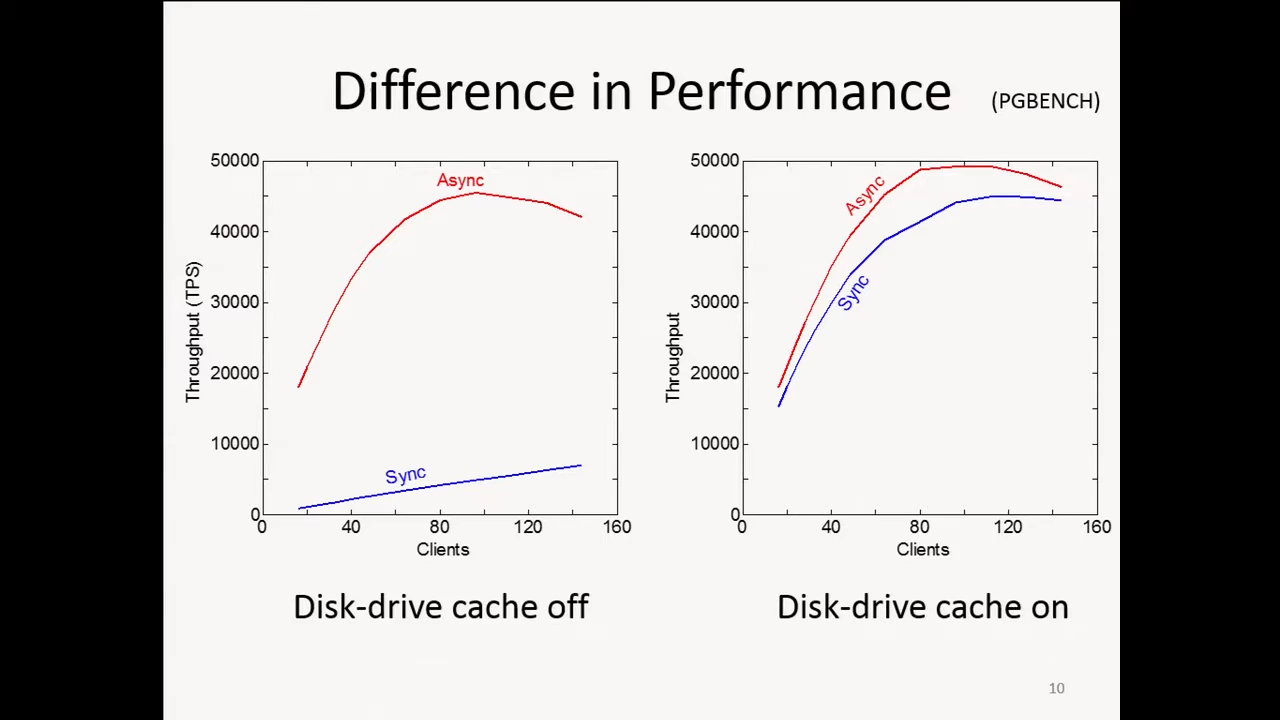 Difference in Performance (PGBENCH)
50000
40000
30000
20000
10000
0
Throughput (TPS)
Async
Sync
0 40 80 120 160
Clients
Disk-drive cache off
50000
40000
30000
20000
10000
0
Throughput
Async
Sync
0 40 80 120 160
Clients
Disk-drive cache on
10